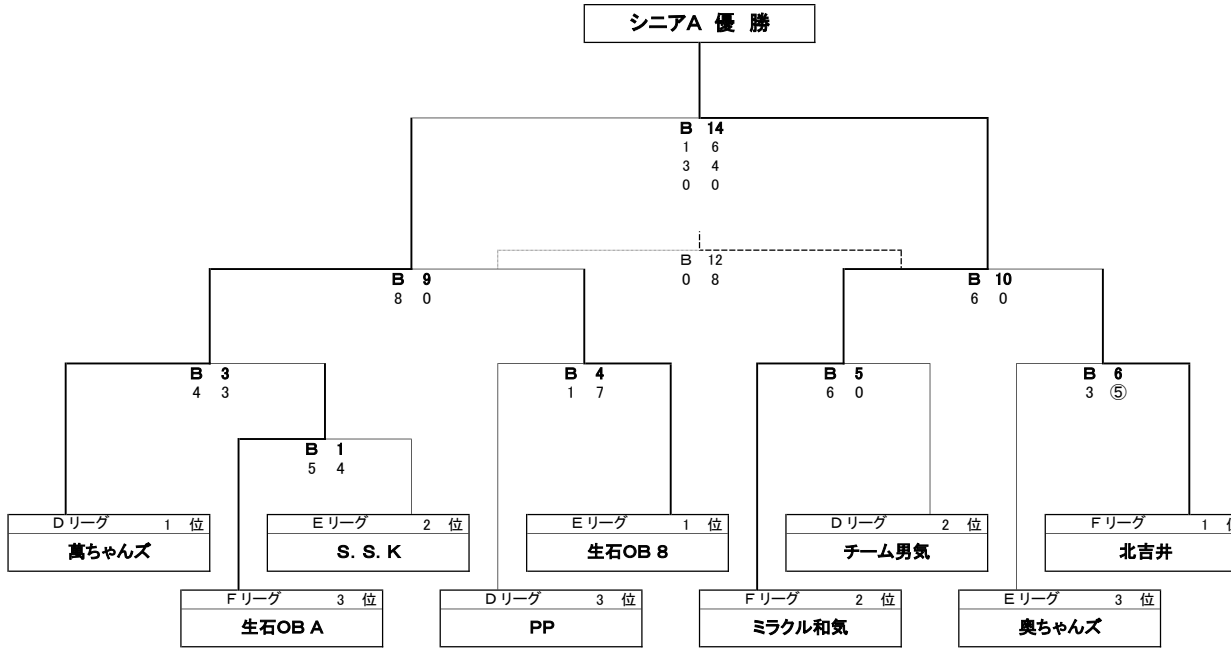 シニアA 優 勝
B 14
1 6
3 4
0 0
B 12
0 8
B 9
8 0
B 10
6 0
B 3
4 3
B 4
1 7
B 5
6 0
B 6
3 ⑤
B 1
5 4
Dリーグ 1 位
萬ちゃんズ
Eリーグ 2 位
S.S.K
Eリーグ 1 位
生石OB 8
Dリーグ 2 位
チーム男気
Fリーグ 1 位
北吉井
Fリーグ 3 位
生石OB A
Dリーグ 3 位
PP
Fリーグ 2 位
ミラクル和気
Eリーグ 3 位
奥ちゃんズ